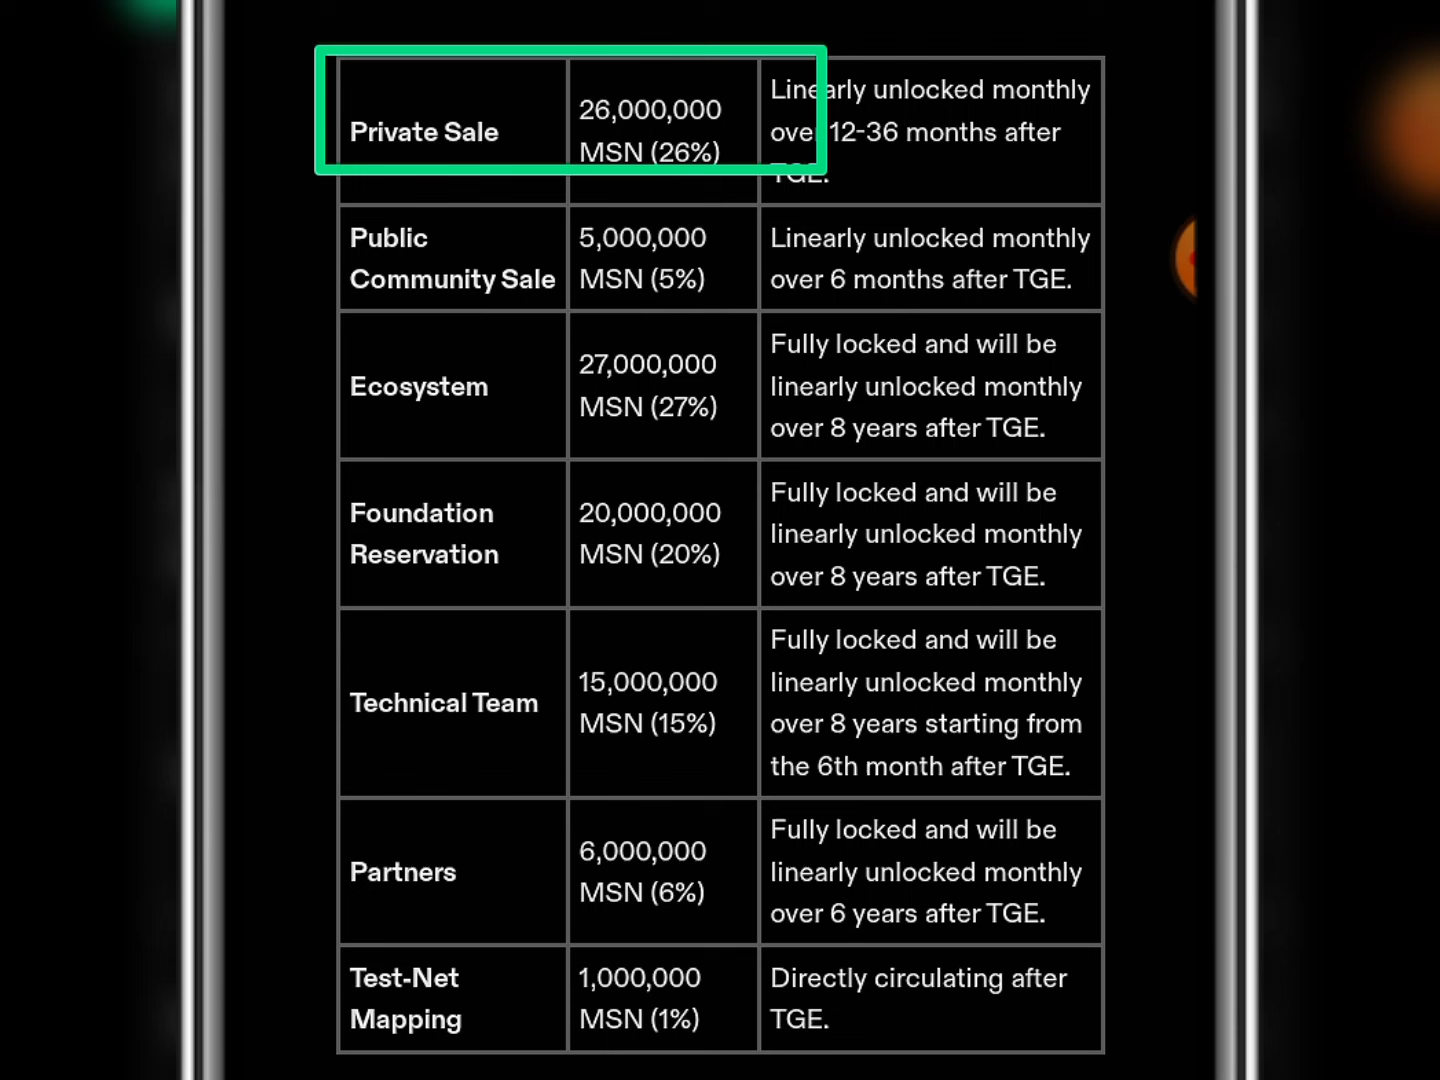 Private Sale
26,000,000
MSN (26%)
Linearly unlocked monthly
over 12-36 months after
TGE.
Public
Community Sale
5,000,000
MSN (5%)
Linearly unlocked monthly
over 6 months after TGE.
Ecosystem
27,000,000
MSN (27%)
Fully locked and will be
linearly unlocked monthly
over 8 years after TGE.
Foundation
Reservation
20,000,000
MSN (20%)
Fully locked and will be
linearly unlocked monthly
over 8 years after TGE.
Technical Team
15,000,000
MSN (15%)
Fully locked and will be
linearly unlocked monthly
over 8 years starting from
the 6th month after TGE.
Partners
6,000,000
MSN (6%)
Fully locked and will be
linearly unlocked monthly
over 6 years after TGE.
Test-Net
Mapping
1,000,000
MSN (1%)
Directly circulating after
TGE.